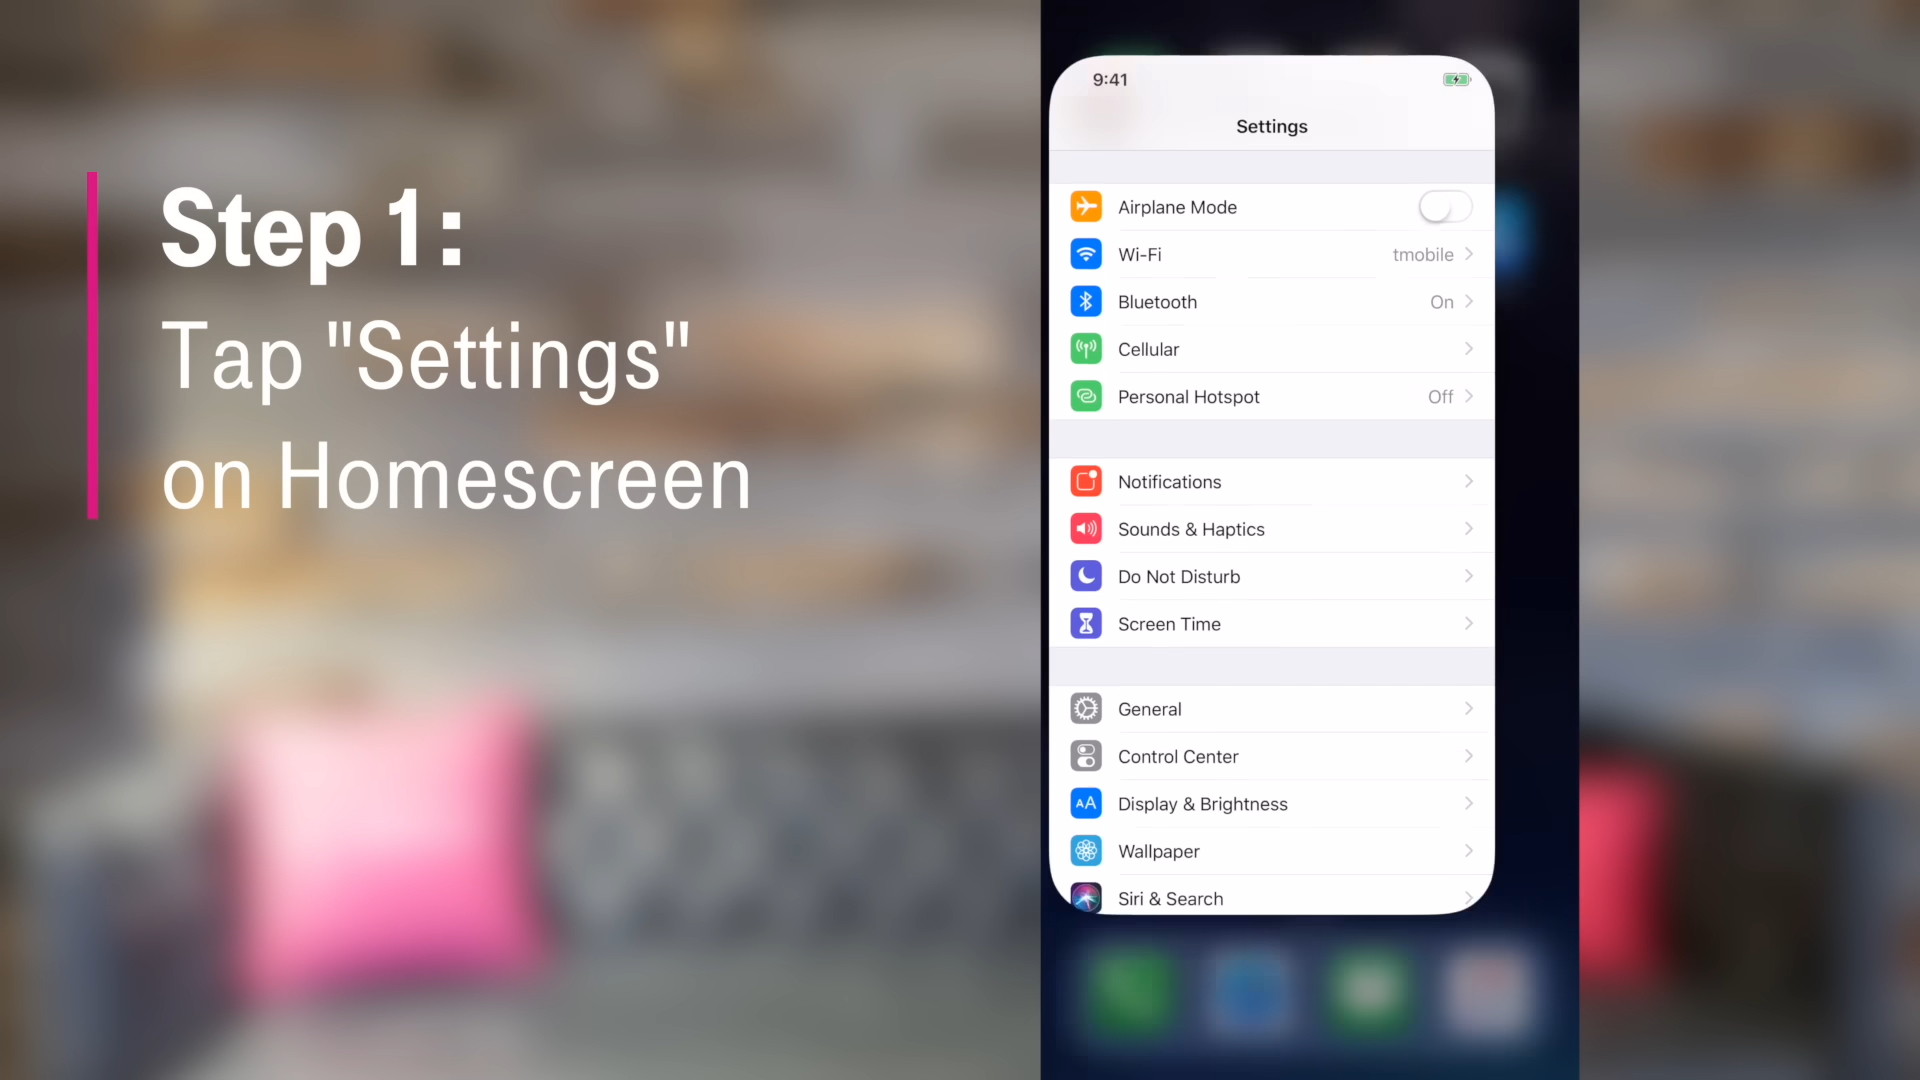 Step 1:
Tap "Settings"
on Homescreen
9:41
Settings
Airplane Mode
Wi-Fi tmobile
Bluetooth On
Cellular
Personal Hotspot Off
Notifications
Sounds & Haptics
Do Not Disturb
Screen Time
General
Control Center
AA Display & Brightness
Wallpaper
Siri & Search